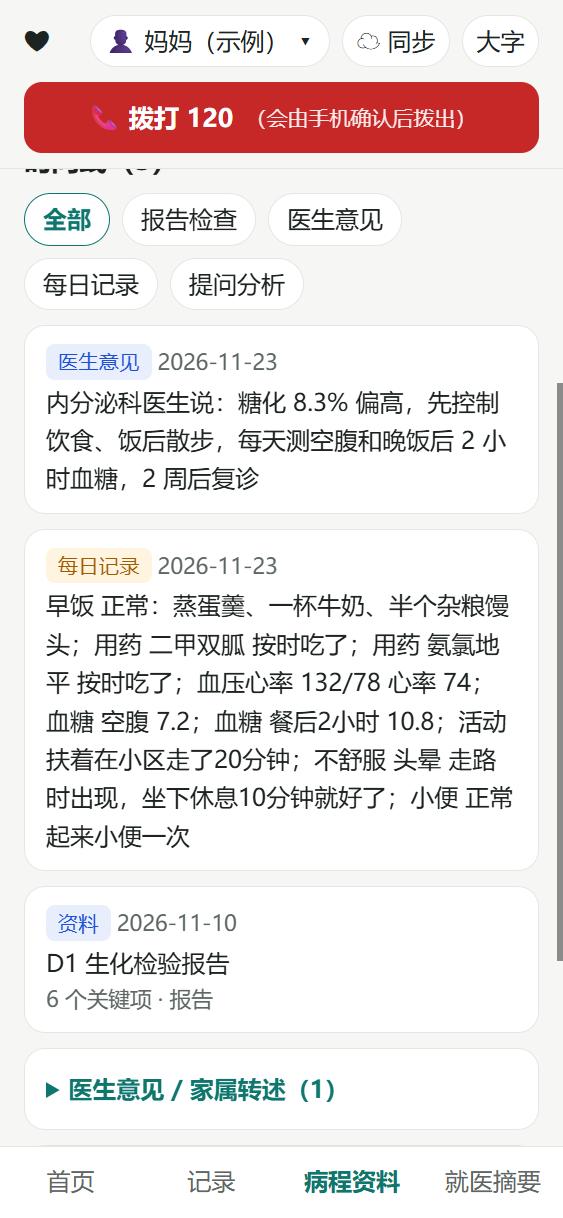 妈妈（示例） ▼
同步
大字
拨打 120 （会由手机确认后拨出）
全部
报告检查
医生意见
每日记录
提问分析
医生意见 2026-11-23
内分泌科医生说：糖化 8.3% 偏高，先控制
饮食、饭后散步，每天测空腹和晚饭后 2 小
时血糖，2 周后复诊
每日记录 2026-11-23
早饭 正常：蒸蛋羹、一杯牛奶、半个杂粮馒
头；用药 二甲双胍 按时吃了；用药 氨氯地
平 按时吃了；血压心率 132/78 心率 74；
血糖 空腹 7.2；血糖 餐后2小时 10.8；活动
扶着在小区走了20分钟；不舒服 头晕 走路
时出现，坐下休息10分钟就好了；小便 正常
起来小便一次
资料 2026-11-10
D1 生化检验报告
6 个关键项 · 报告
▶ 医生意见 / 家属转述（1）
首页
记录
病程资料
就医摘要